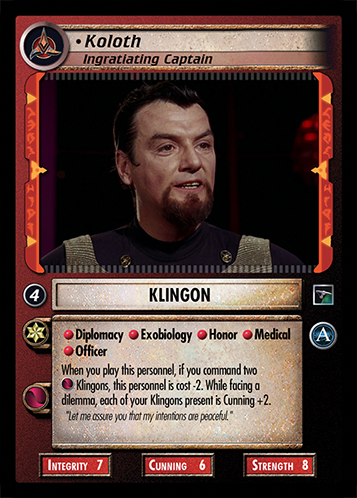 • Koloth
Ingratiating Captain
4
KLINGON
• Diplomacy • Exobiology • Honor • Medical
• Officer
When you play this personnel, if you command two
Klingons, this personnel is cost -2. While facing a
dilemma, each of your Klingons present is Cunning +2.
"Let me assure you that my intentions are peaceful."
INTEGRITY 7 CUNNING 6 STRENGTH 8